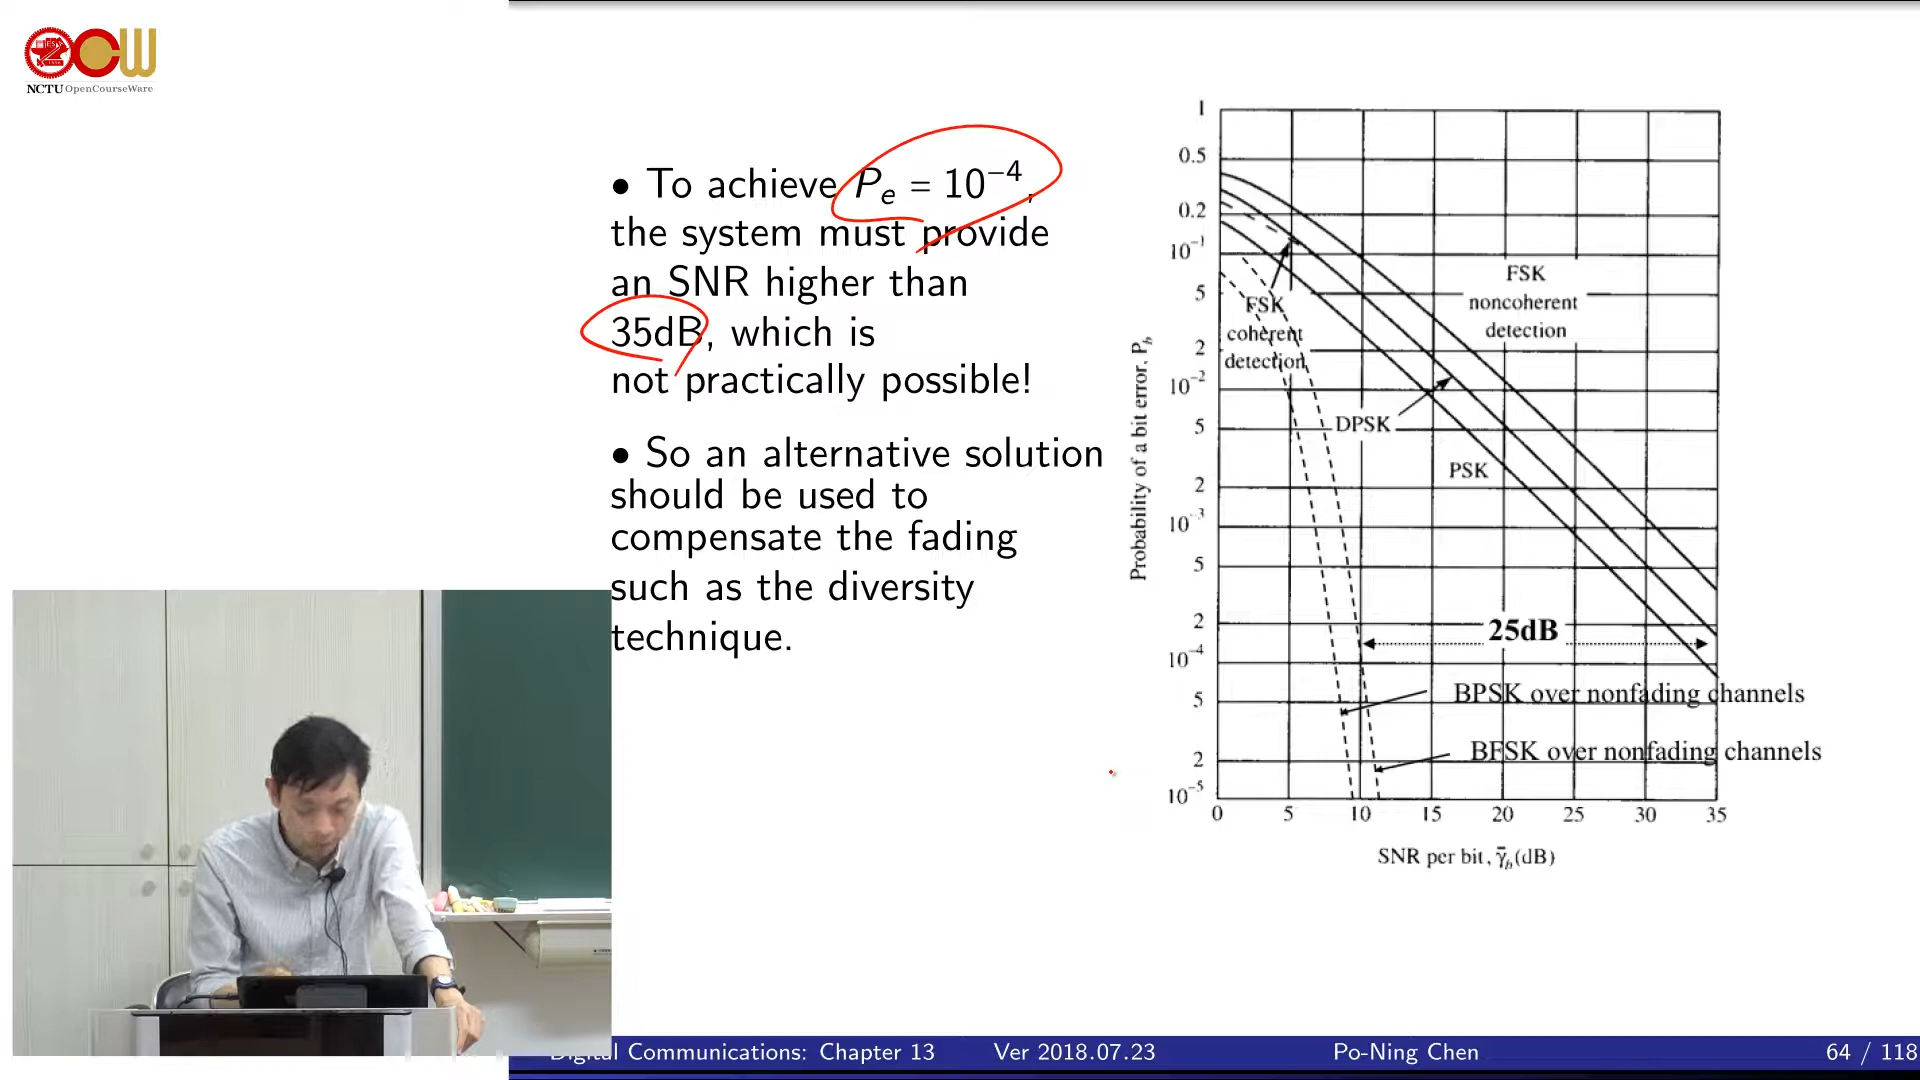 NCTU OpenCourseWare
• To achieve Pₑ = 10⁻⁴,
the system must provide
an SNR higher than
35dB, which is
not practically possible!
• So an alternative solution
should be used to
compensate the fading
such as the diversity
technique.
1
0.5
0.2
10⁻¹
5
2
10⁻²
5
2
10⁻³
5
2
10⁻⁴
5
2
10⁻⁵
Probability of a bit error, P_b
FSK
noncoherent
detection
FSK
coherent
detection
DPSK
PSK
25dB
BPSK over nonfading channels
BFSK over nonfading channels
0 5 10 15 20 25 30 35
SNR per bit, γ̄_b(dB)
Digital Communications: Chapter 13 Ver 2018.07.23 Po-Ning Chen 64 / 118